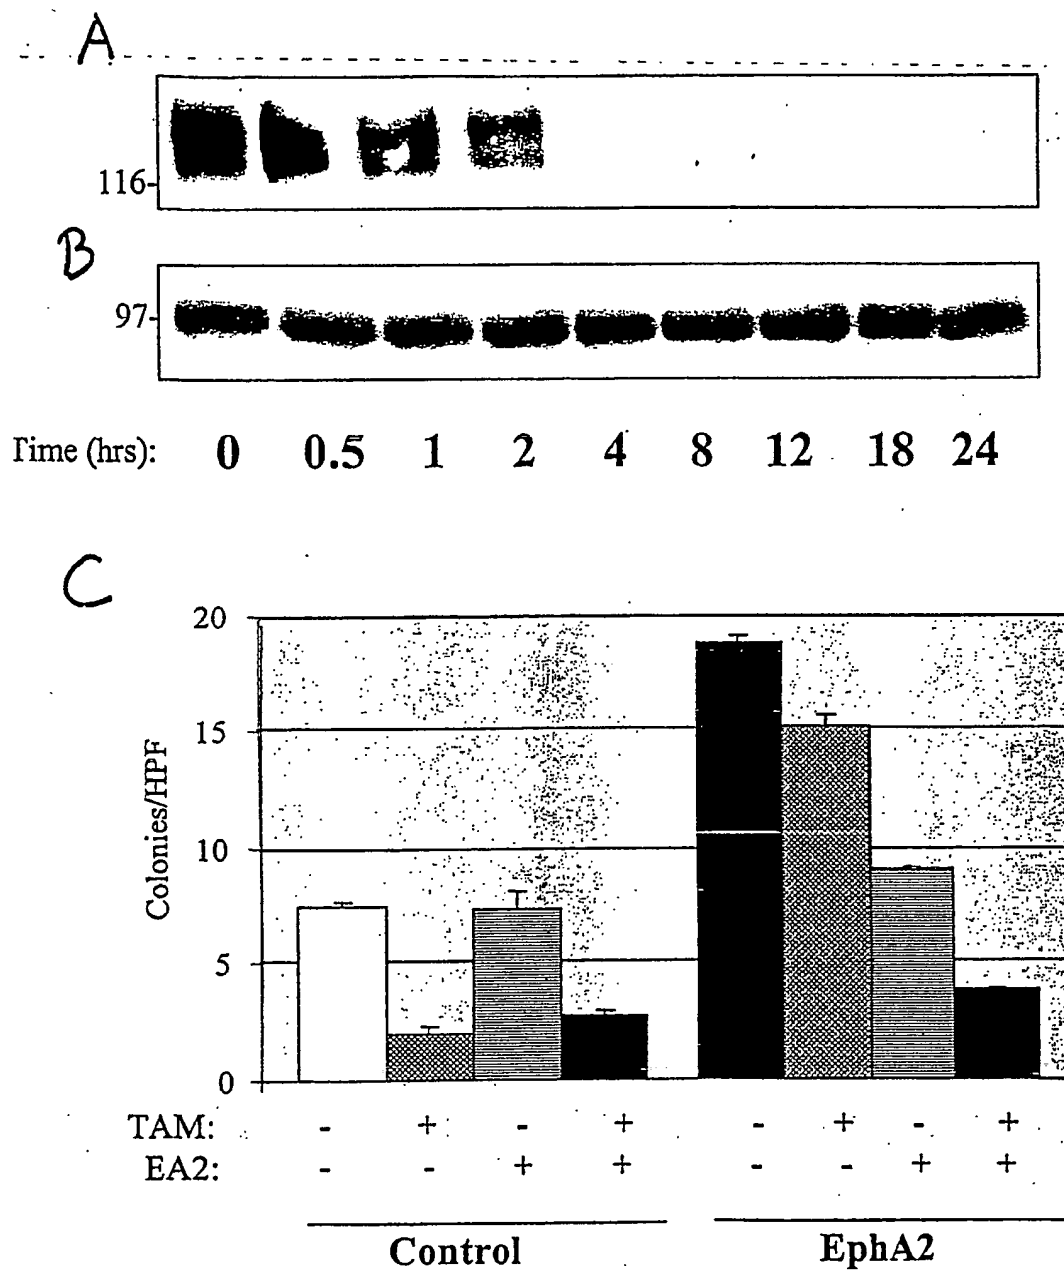 A
116-
B
97-
Time (hrs): 0 0.5 1 2 4 8 12 18 24
C
20
15
10
5
0
Colonies/HPF
TAM: - + - + - + - +
EA2: - - + + - - + +
Control EphA2